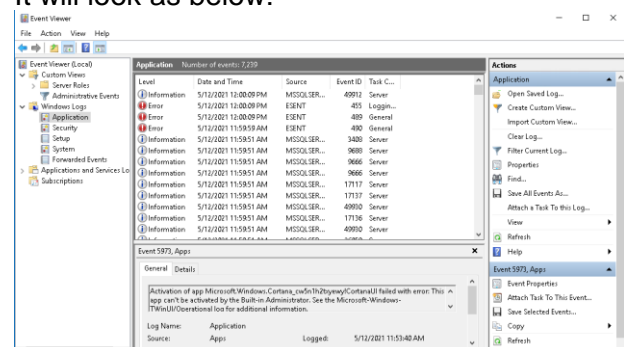 It will look as below:
Event Viewer
File Action View Help
Event Viewer (Local)
Custom Views
Server Roles
Administrative Events
Windows Logs
Application
Security
Setup
System
Forwarded Events
Applications and Services Lo
Subscriptions
Application Number of events: 7,239
Level Date and Time Source Event ID Task C...
Information 5/12/2021 12:00:09 PM MSSQLSER... 49912 Server
Error 5/12/2021 12:00:09 PM ESENT 455 Loggin...
Error 5/12/2021 12:00:09 PM ESENT 489 General
Error 5/12/2021 11:59:59 AM ESENT 490 General
Information 5/12/2021 11:59:51 AM MSSQLSER... 3408 Server
Information 5/12/2021 11:59:51 AM MSSQLSER... 9688 Server
Information 5/12/2021 11:59:51 AM MSSQLSER... 9666 Server
Information 5/12/2021 11:59:51 AM MSSQLSER... 9666 Server
Information 5/12/2021 11:59:51 AM MSSQLSER... 17117 Server
Information 5/12/2021 11:59:51 AM MSSQLSER... 17137 Server
Information 5/12/2021 11:59:51 AM MSSQLSER... 49930 Server
Information 5/12/2021 11:59:51 AM MSSQLSER... 17136 Server
Information 5/12/2021 11:59:51 AM MSSQLSER... 49930 Server
Event 5973, Apps
General Details
Activation of app Microsoft.Windows.Cortana_cw5n1h2txyewy!CortanaUI failed with error: This
app can't be activated by the Built-in Administrator. See the Microsoft-Windows-
TWinUI/Operational log for additional information.
Log Name: Application
Source: Apps Logged: 5/12/2021 11:53:40 AM
Actions
Application
Open Saved Log...
Create Custom View...
Import Custom View...
Clear Log...
Filter Current Log...
Properties
Find...
Save All Events As...
Attach a Task To this Log...
View
Refresh
Help
Event 5973, Apps
Event Properties
Attach Task To This Event...
Save Selected Events...
Copy
Refresh